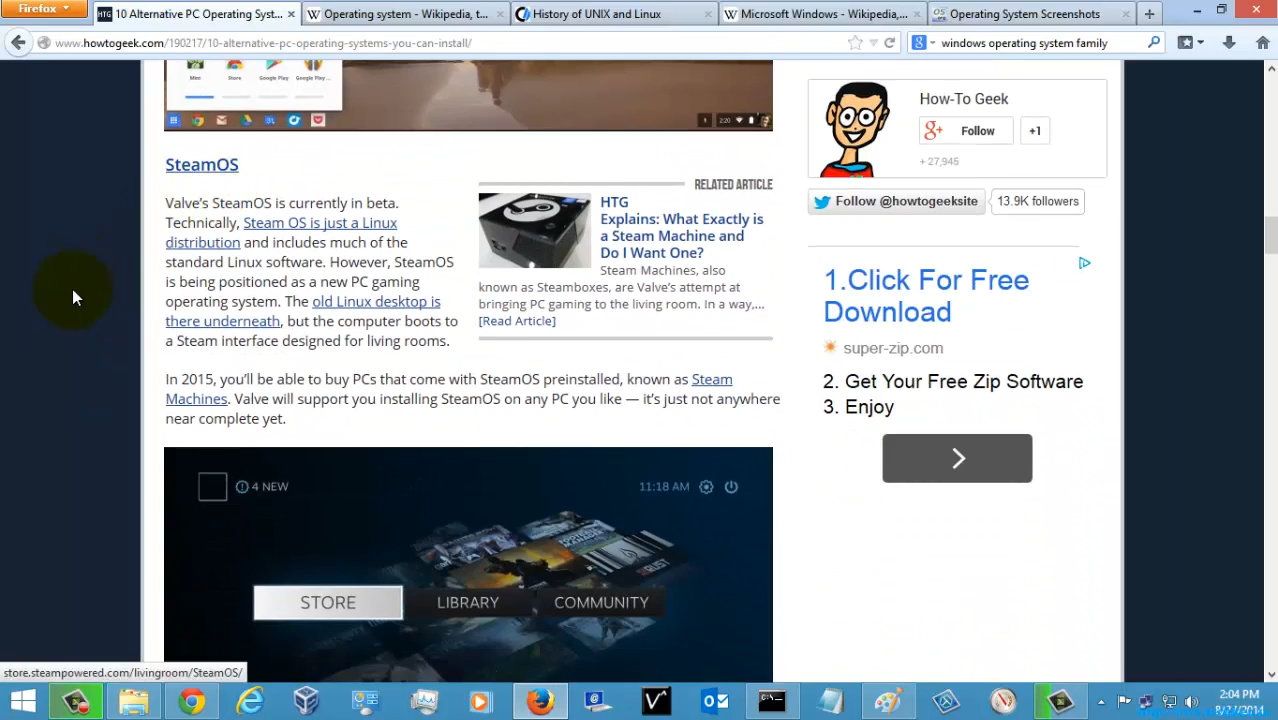 Firefox
10 Alternative PC Operating Syst...
Operating system - Wikipedia, t...
History of UNIX and Linux
Microsoft Windows - Wikipedia,...
Operating System Screenshots
www.howtogeek.com/190217/10-alternative-pc-operating-systems-you-can-install/
windows operating system family
Mint
Store
Google Play
Google Play ...
2:20
SteamOS
Valve's SteamOS is currently in beta.
Technically, Steam OS is just a Linux
distribution and includes much of the
standard Linux software. However, SteamOS
is being positioned as a new PC gaming
operating system. The old Linux desktop is
there underneath, but the computer boots to
a Steam interface designed for living rooms.
RELATED ARTICLE
HTG
Explains: What Exactly is
a Steam Machine and
Do I Want One?
Steam Machines, also
known as Steamboxes, are Valve's attempt at
bringing PC gaming to the living room. In a way,...
[Read Article]
In 2015, you'll be able to buy PCs that come with SteamOS preinstalled, known as Steam
Machines. Valve will support you installing SteamOS on any PC you like — it's just not anywhere
near complete yet.
4 NEW
11:18 AM
RUST
STORE
LIBRARY
COMMUNITY
How-To Geek
Follow
+1
+ 27,945
Follow @howtogeeksite
13.9K followers
1.Click For Free
Download
super-zip.com
2. Get Your Free Zip Software
3. Enjoy
store.steampowered.com/livingroom/SteamOS/
2:04 PM
8/27/2014